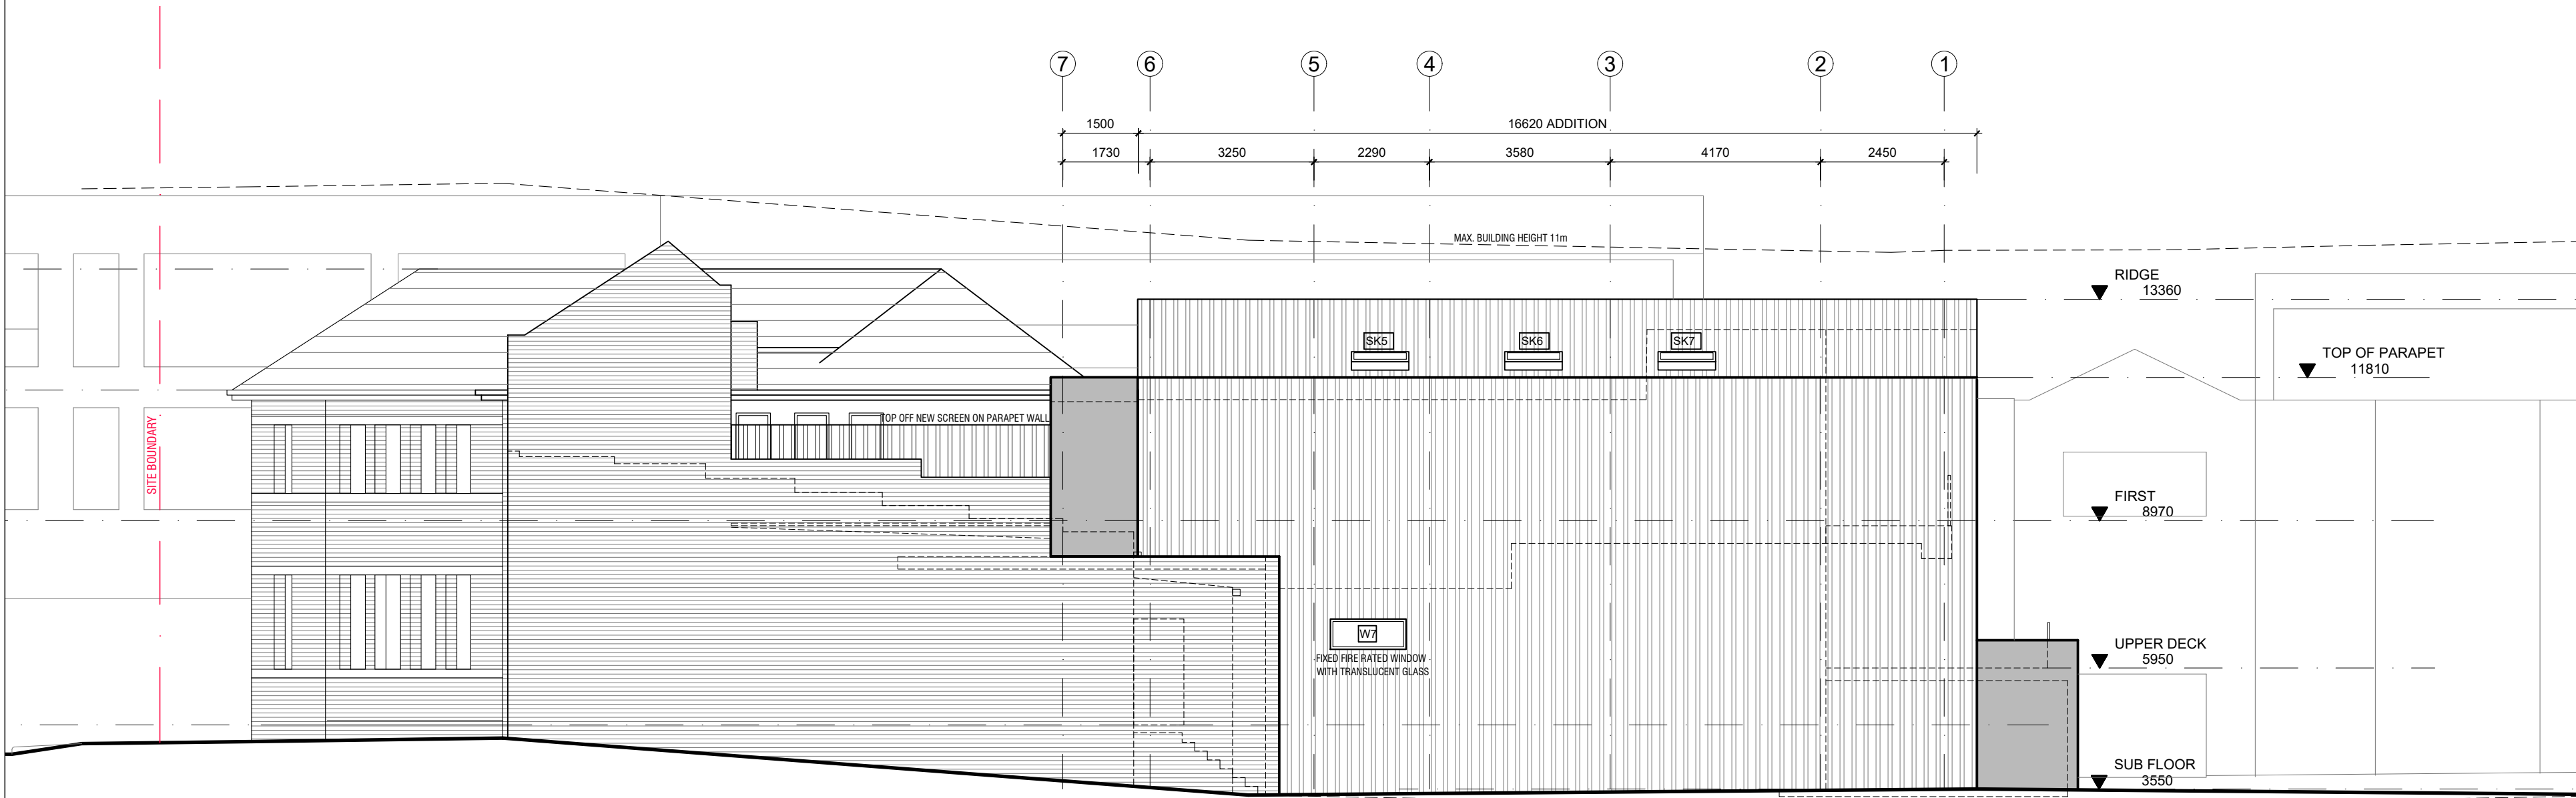 7 6 5 4 3 2 1
1500 16620 ADDITION
1730 3250 2290 3580 4170 2450
MAX. BUILDING HEIGHT 11m
RIDGE
13360
SK5 SK6 SK7
TOP OF PARAPET
11810
TOP OFF NEW SCREEN ON PARAPET WALL
SITE BOUNDARY
FIRST
8970
W7
FIXED FIRE RATED WINDOW
WITH TRANSLUCENT GLASS
UPPER DECK
5950
SUB FLOOR
3550